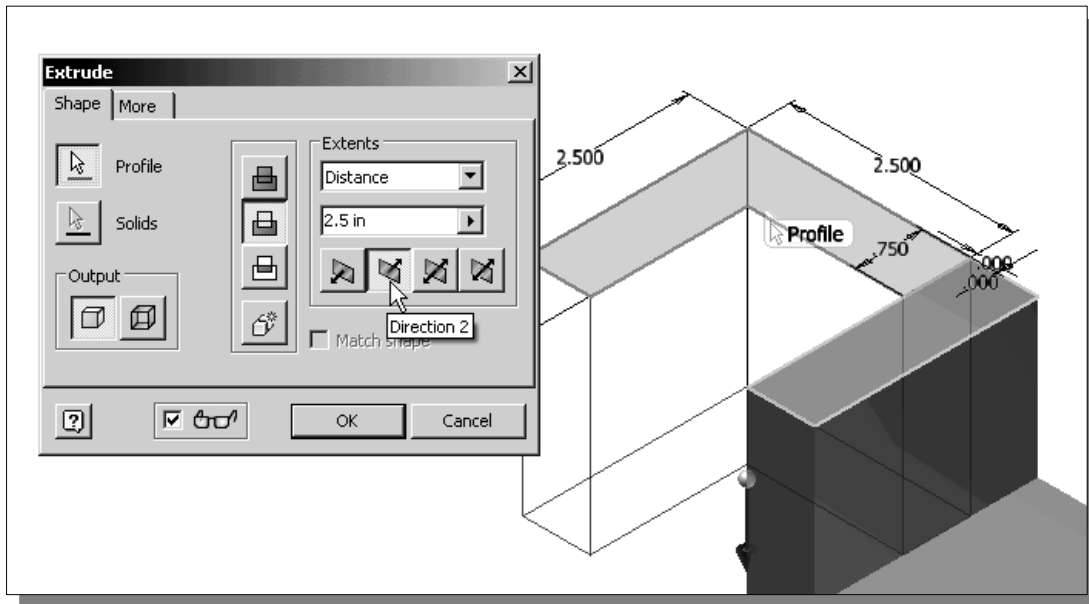 Extrude
Shape
More
Profile
Solids
Output
Extents
Distance
2.5 in
Direction 2
Match shape
OK
Cancel
2.500
2.500
Profile
.750
.000
.000